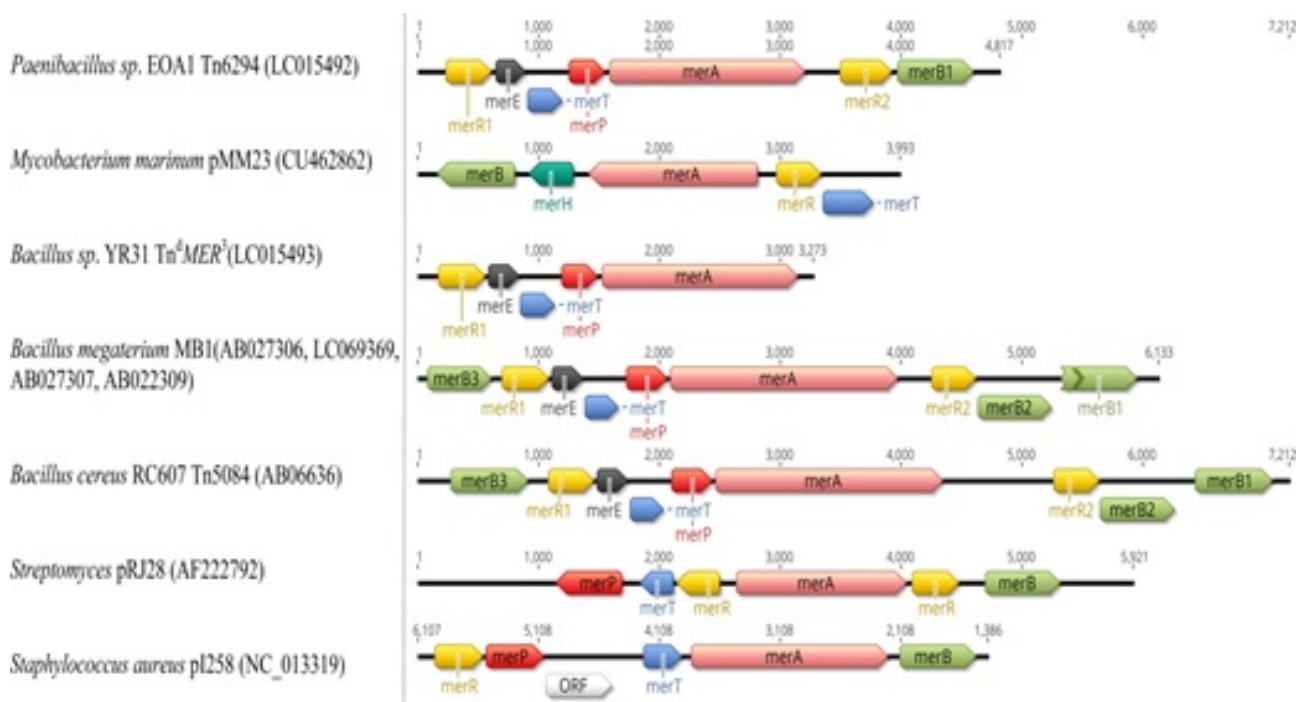 1 1,000 2,000 3,000 4,000 5,000 6,000 7,212
1 1,000 2,000 3,000 4,000 4,817
Paenibacillus sp. EOA1 Tn6294 (LC015492)
merA merB1
merE -merT merR2
merR1 merP
1,000 2,000 3,993
Mycobacterium marinum pMM23 (CU462862)
merB merA
merH merR -merT
1 1,000 2,000 3,000 3,273
Bacillus sp. YR31 TndMER3(LC015493)
merA
merE -merT
merR1 merP
1 1,000 2,000 3,000 4,000 5,000 6,133
Bacillus megaterium MB1(AB027306, LC069369,
AB027307, AB022309)
merB3 merA
merR1 merE -merT merR2 merB2 merB1
merP
1 1,000 2,000 3,000 4,000 5,000 6,000 7,212
Bacillus cereus RC607 Tn5084 (AB06636)
merB3 merA merB1
merR1 merE -merT merR2 merB2
merP
1 1,000 2,000 3,000 4,000 5,000 5,921
Streptomyces pRJ28 (AF222792)
merP merA merB
merT merR merR
6,107 5,108 4,108 3,108 2,108 1,386
Staphylococcus aureus pI258 (NC_013319)
merP merA merB
merR ORF merT